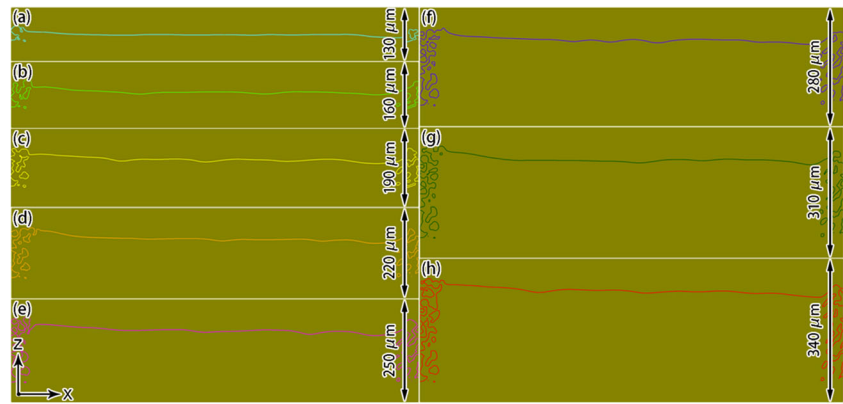 (a)
130 µm
(b)
160 µm
(c)
190 µm
(d)
220 µm
(e)
250 µm
Z
X
(f)
280 µm
(g)
310 µm
(h)
340 µm